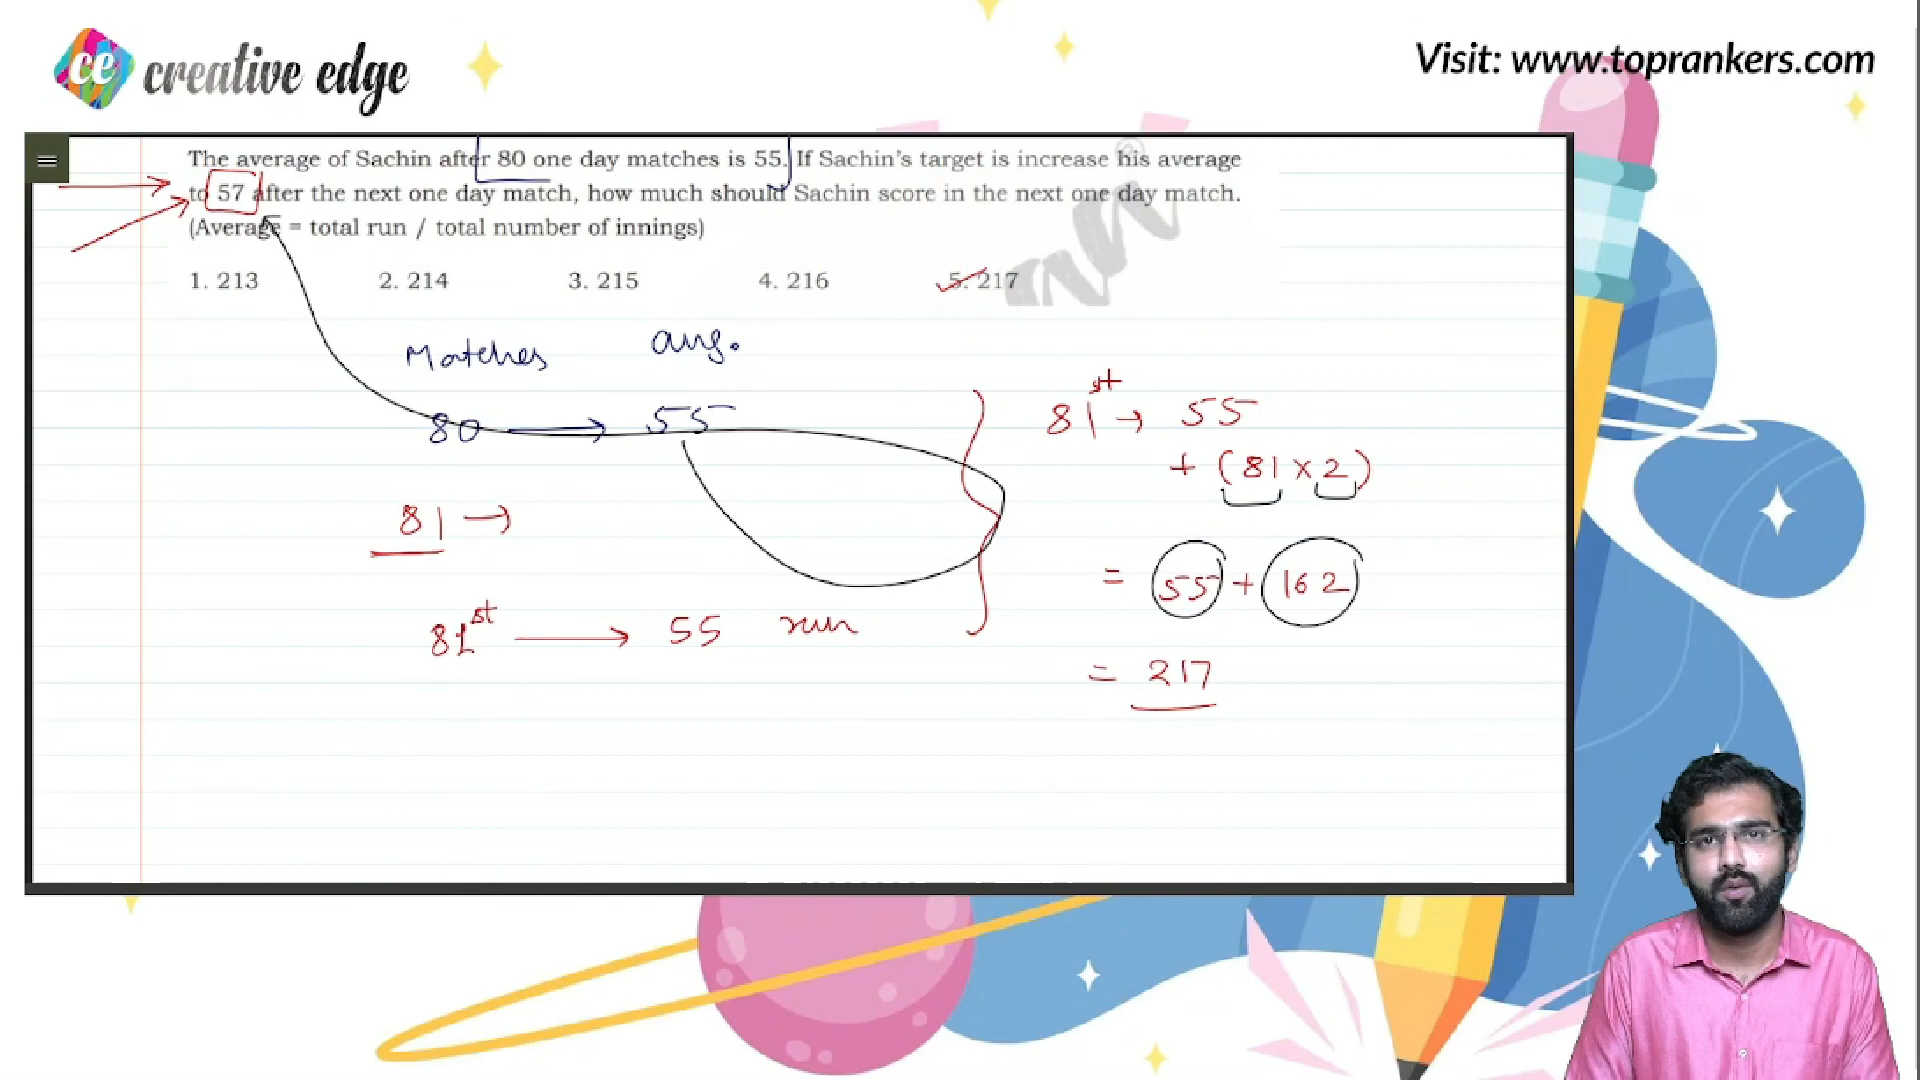 ce creative edge
Visit: www.toprankers.com
The average of Sachin after 80 one day matches is 55. If Sachin's target is increase his average
to 57 after the next one day match, how much should Sachin score in the next one day match.
(Average = total run / total number of innings)
1. 213 2. 214 3. 215 4. 216 5. 217
Matches avg.
80 → 55
81 →
81st → 55 run
81st → 55
+ (81 × 2)
= 55 + 162
= 217